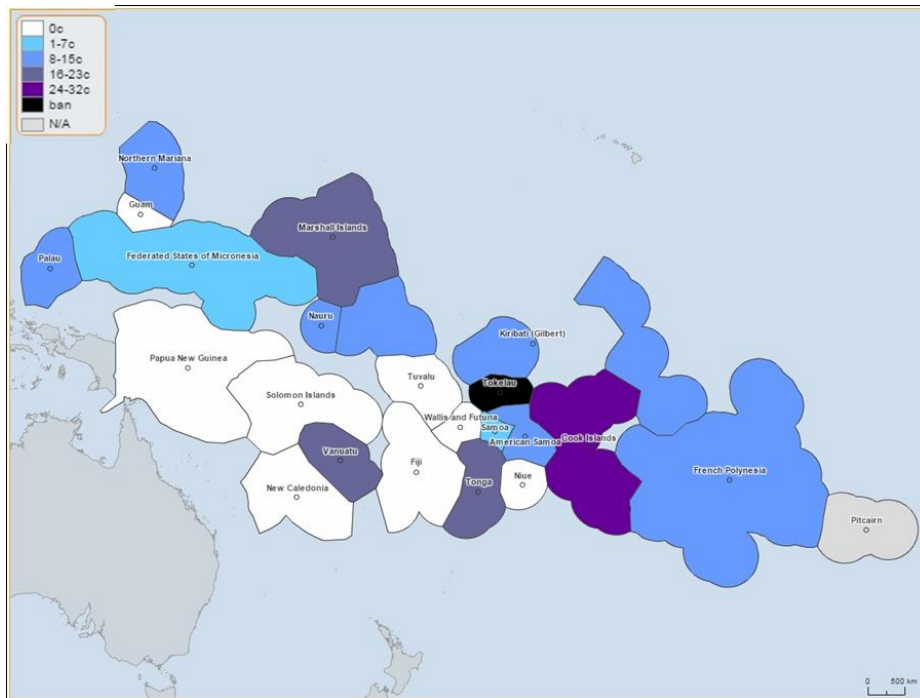 0c
1-7c
8-15c
16-23c
24-32c
ban
N/A
Northern Mariana
Guam
Marshall Islands
Palau
Federated States of Micronesia
Nauru
Kiribati (Gilbert)
Papua New Guinea
Tuvalu
Tokelau
Solomon Islands
Wallis and Futuna
Samoa
American Samoa
Cook Islands
Vanuatu
Fiji
French Polynesia
New Caledonia
Tonga
Niue
Pitcairn
0 500 km